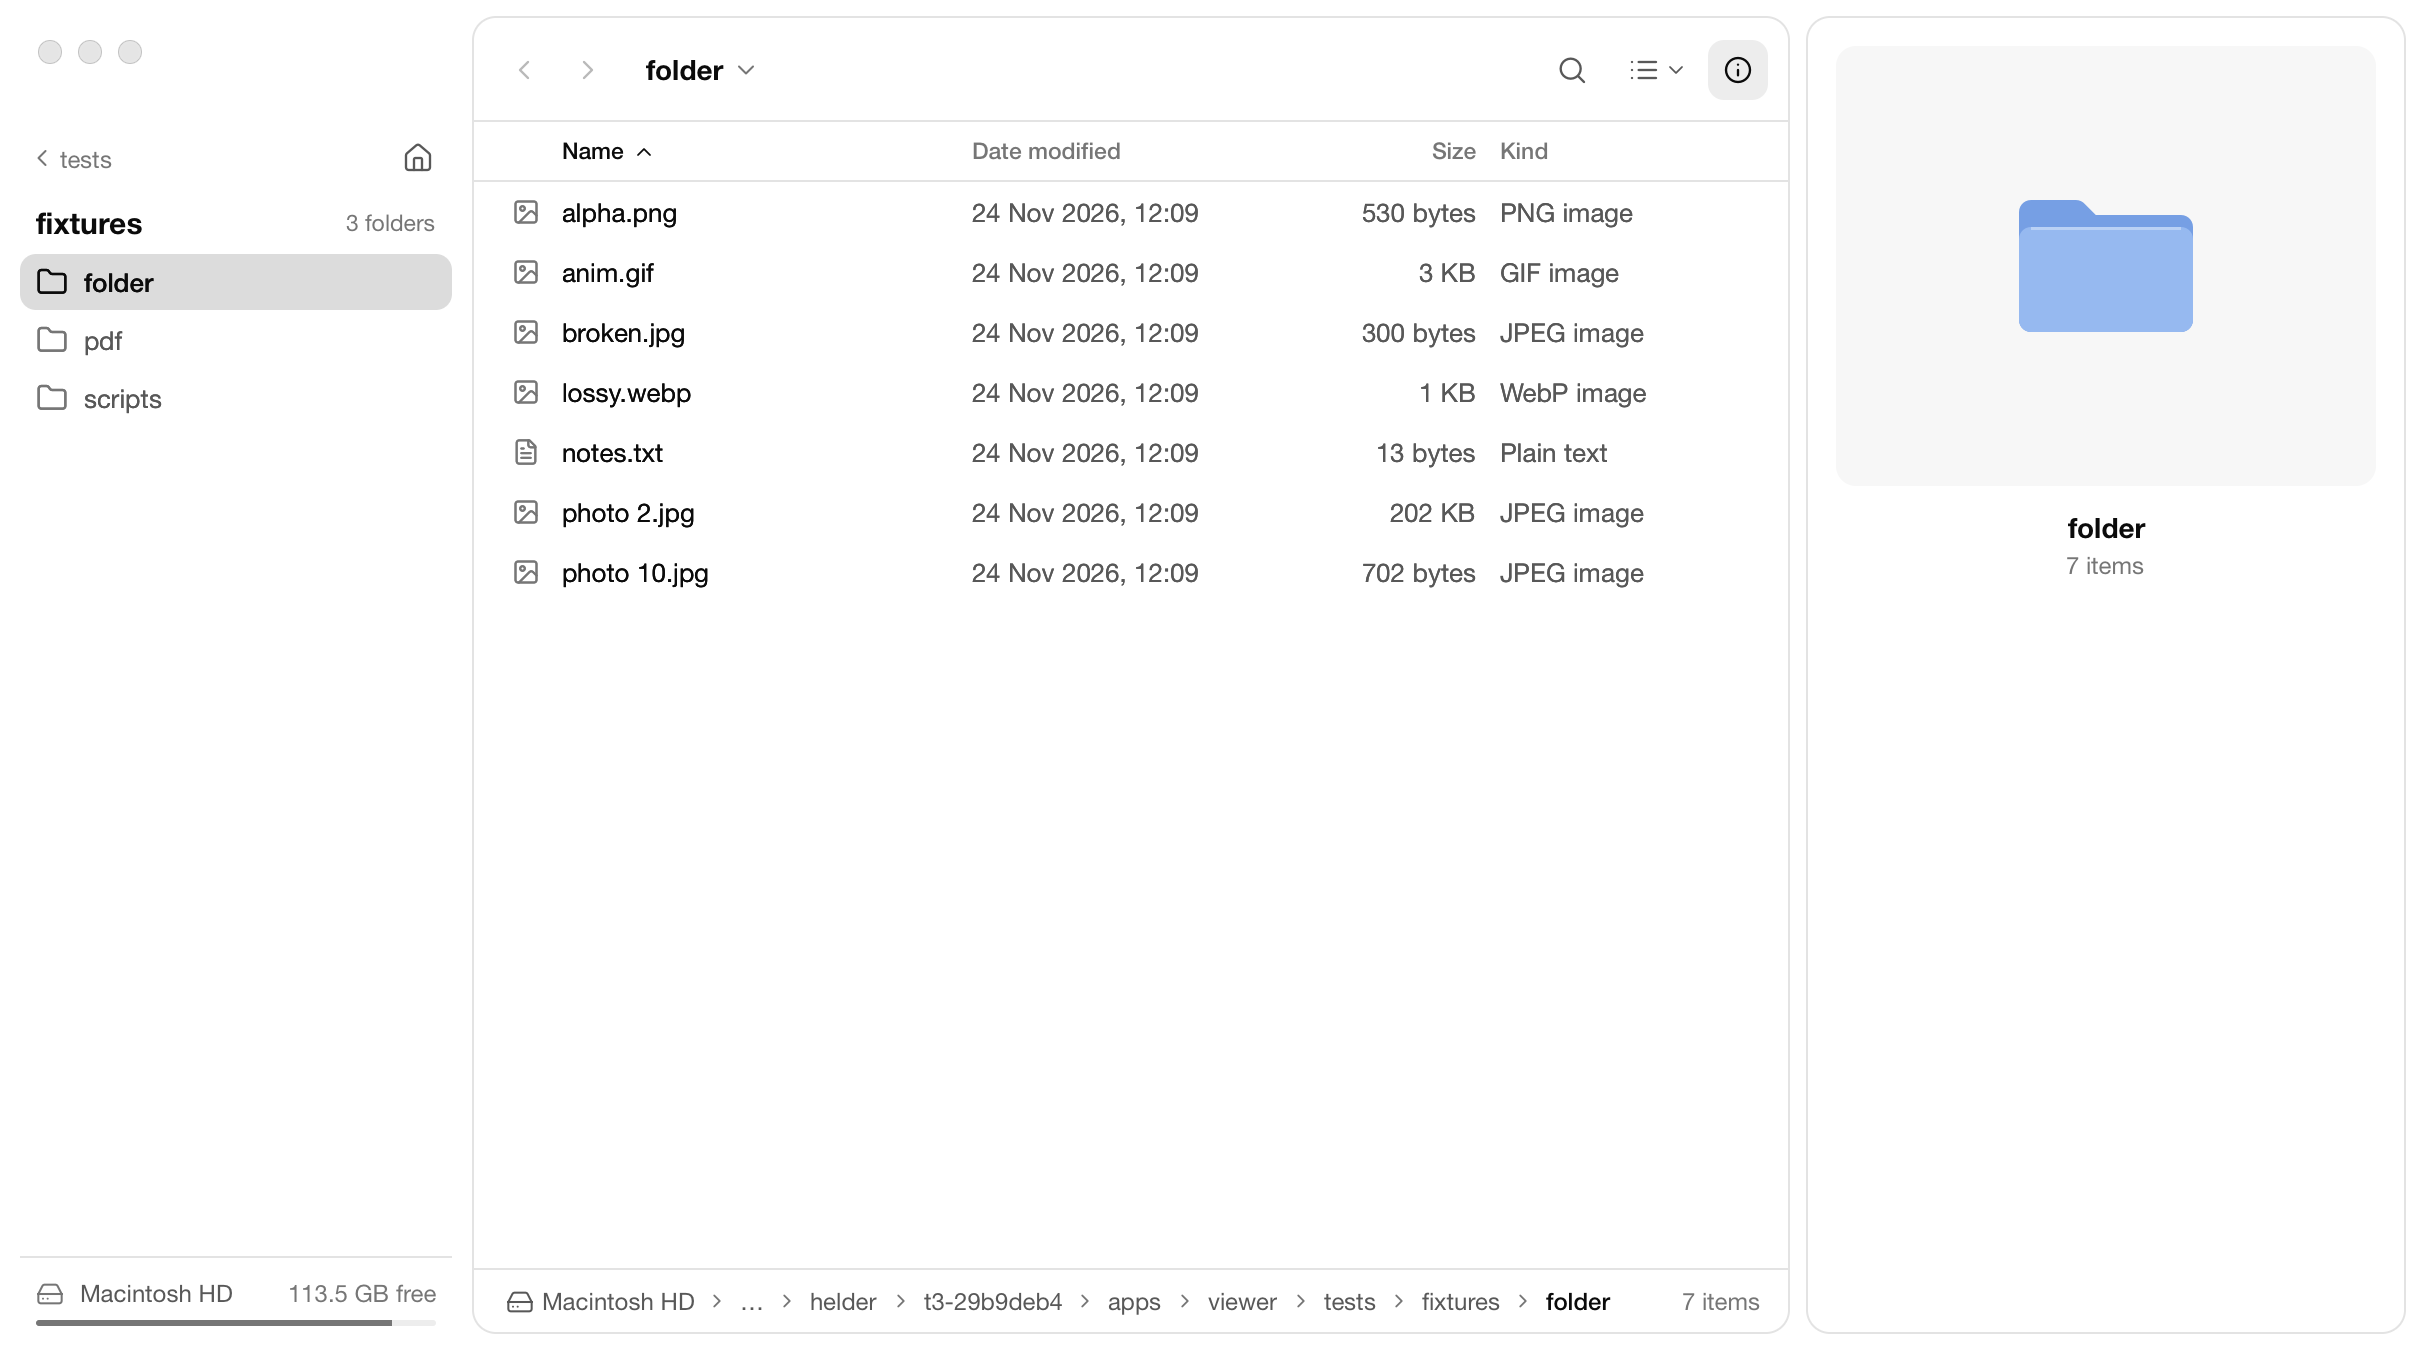 tests
fixtures 3 folders
folder
pdf
scripts
Macintosh HD 113.5 GB free
folder
Name Date modified Size Kind
alpha.png 24 Nov 2026, 12:09 530 bytes PNG image
anim.gif 24 Nov 2026, 12:09 3 KB GIF image
broken.jpg 24 Nov 2026, 12:09 300 bytes JPEG image
lossy.webp 24 Nov 2026, 12:09 1 KB WebP image
notes.txt 24 Nov 2026, 12:09 13 bytes Plain text
photo 2.jpg 24 Nov 2026, 12:09 202 KB JPEG image
photo 10.jpg 24 Nov 2026, 12:09 702 bytes JPEG image
Macintosh HD > ... > helder > t3-29b9deb4 > apps > viewer > tests > fixtures > folder 7 items
folder
7 items